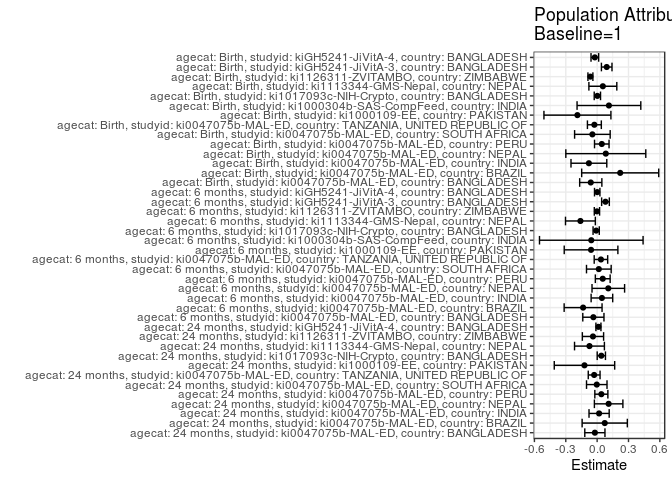 Population Attribu
Baseline=1
agecat: Birth, studyid: kiGH5241-JiVitA-4, country: BANGLADESH
agecat: Birth, studyid: kiGH5241-JiVitA-3, country: BANGLADESH
agecat: Birth, studyid: ki1126311-ZVITAMBO, country: ZIMBABWE
agecat: Birth, studyid: ki1113344-GMS-Nepal, country: NEPAL
agecat: Birth, studyid: ki1017093c-NIH-Crypto, country: BANGLADESH
agecat: Birth, studyid: ki1000304b-SAS-CompFeed, country: INDIA
agecat: Birth, studyid: ki1000109-EE, country: PAKISTAN
agecat: Birth, studyid: ki0047075b-MAL-ED, country: TANZANIA, UNITED REPUBLIC OF
agecat: Birth, studyid: ki0047075b-MAL-ED, country: SOUTH AFRICA
agecat: Birth, studyid: ki0047075b-MAL-ED, country: PERU
agecat: Birth, studyid: ki0047075b-MAL-ED, country: NEPAL
agecat: Birth, studyid: ki0047075b-MAL-ED, country: INDIA
agecat: Birth, studyid: ki0047075b-MAL-ED, country: BRAZIL
agecat: Birth, studyid: ki0047075b-MAL-ED, country: BANGLADESH
agecat: 6 months, studyid: kiGH5241-JiVitA-4, country: BANGLADESH
agecat: 6 months, studyid: kiGH5241-JiVitA-3, country: BANGLADESH
agecat: 6 months, studyid: ki1126311-ZVITAMBO, country: ZIMBABWE
agecat: 6 months, studyid: ki1113344-GMS-Nepal, country: NEPAL
agecat: 6 months, studyid: ki1017093c-NIH-Crypto, country: BANGLADESH
agecat: 6 months, studyid: ki1000304b-SAS-CompFeed, country: INDIA
agecat: 6 months, studyid: ki1000109-EE, country: PAKISTAN
agecat: 6 months, studyid: ki0047075b-MAL-ED, country: TANZANIA, UNITED REPUBLIC OF
agecat: 6 months, studyid: ki0047075b-MAL-ED, country: SOUTH AFRICA
agecat: 6 months, studyid: ki0047075b-MAL-ED, country: PERU
agecat: 6 months, studyid: ki0047075b-MAL-ED, country: NEPAL
agecat: 6 months, studyid: ki0047075b-MAL-ED, country: INDIA
agecat: 6 months, studyid: ki0047075b-MAL-ED, country: BRAZIL
agecat: 6 months, studyid: ki0047075b-MAL-ED, country: BANGLADESH
agecat: 24 months, studyid: kiGH5241-JiVitA-4, country: BANGLADESH
agecat: 24 months, studyid: ki1126311-ZVITAMBO, country: ZIMBABWE
agecat: 24 months, studyid: ki1113344-GMS-Nepal, country: NEPAL
agecat: 24 months, studyid: ki1017093c-NIH-Crypto, country: BANGLADESH
agecat: 24 months, studyid: ki1000109-EE, country: PAKISTAN
agecat: 24 months, studyid: ki0047075b-MAL-ED, country: TANZANIA, UNITED REPUBLIC OF
agecat: 24 months, studyid: ki0047075b-MAL-ED, country: SOUTH AFRICA
agecat: 24 months, studyid: ki0047075b-MAL-ED, country: PERU
agecat: 24 months, studyid: ki0047075b-MAL-ED, country: NEPAL
agecat: 24 months, studyid: ki0047075b-MAL-ED, country: INDIA
agecat: 24 months, studyid: ki0047075b-MAL-ED, country: BRAZIL
agecat: 24 months, studyid: ki0047075b-MAL-ED, country: BANGLADESH
-0.6 -0.3 0.0 0.3 0.6
Estimate